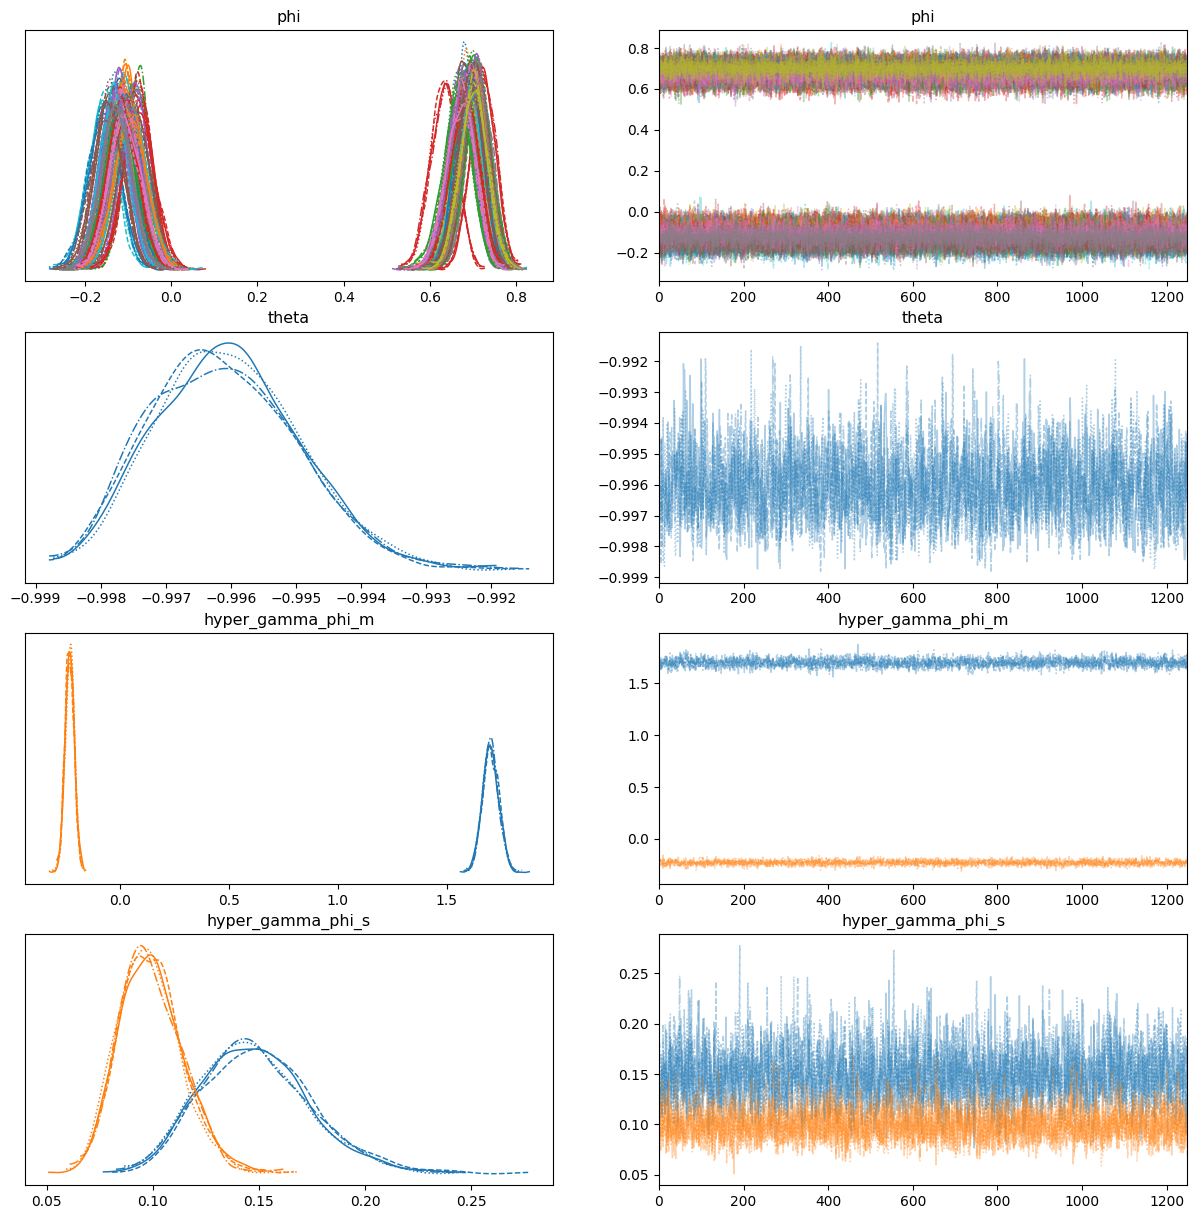 phi
phi
−0.2 0.0 0.2 0.4 0.6 0.8
0.8
0.6
0.4
0.2
0.0
−0.2
0 200 400 600 800 1000 1200
theta
theta
−0.999 −0.998 −0.997 −0.996 −0.995 −0.994 −0.993 −0.992
−0.992
−0.993
−0.994
−0.995
−0.996
−0.997
−0.998
−0.999
0 200 400 600 800 1000 1200
hyper_gamma_phi_m
hyper_gamma_phi_m
0.0 0.5 1.0 1.5
1.5
1.0
0.5
0.0
0 200 400 600 800 1000 1200
hyper_gamma_phi_s
hyper_gamma_phi_s
0.05 0.10 0.15 0.20 0.25
0.25
0.20
0.15
0.10
0.05
0 200 400 600 800 1000 1200